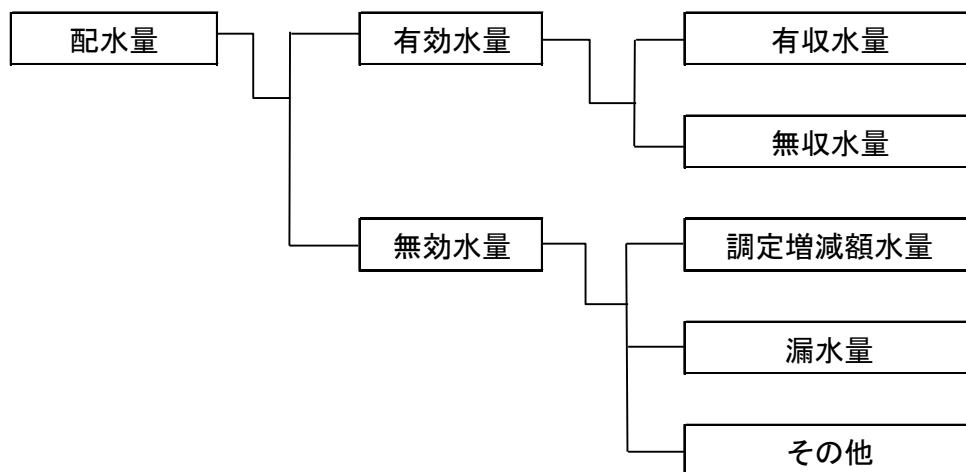 配水量
有効水量
有収水量
無収水量
無効水量
調定増減額水量
漏水量
その他